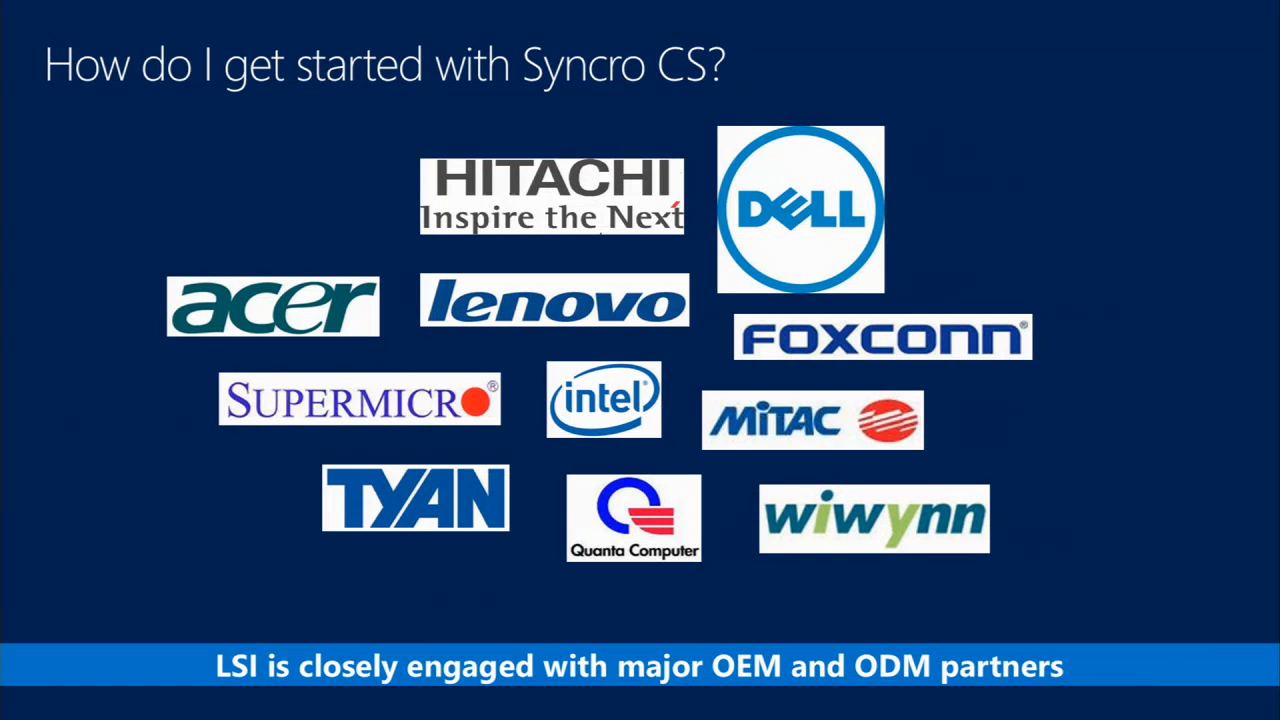 How do I get started with Syncro CS?
HITACHI
Inspire the Next
DELL
acer
lenovo
FOXCONN®
SUPERMICRO®
intel®
MiTAC
TYAN
Quanta Computer
wiwynn
LSI is closely engaged with major OEM and ODM partners